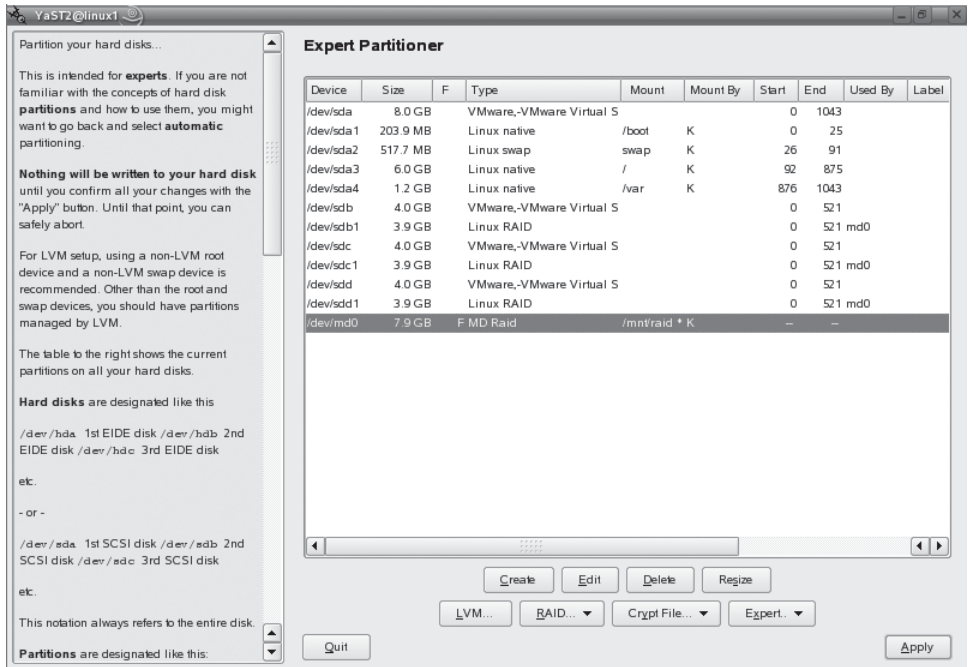 YaST2@linux1
Partition your hard disks...
This is intended for experts. If you are not
familiar with the concepts of hard disk
partitions and how to use them, you might
want to go back and select automatic
partitioning.
Nothing will be written to your hard disk
until you confirm all your changes with the
"Apply" button. Until that point, you can
safely abort.
For LVM setup, using a non-LVM root
device and a non-LVM swap device is
recommended. Other than the root and
swap devices, you should have partitions
managed by LVM.
The table to the right shows the current
partitions on all your hard disks.
Hard disks are designated like this
/dev/hda 1st EIDE disk /dev/hdb 2nd
EIDE disk /dev/hdc 3rd EIDE disk
etc.
- or -
/dev/sda 1st SCSI disk /dev/sdb 2nd
SCSI disk /dev/sdc 3rd SCSI disk
etc.
This notation always refers to the entire disk.
Partitions are designated like this:
Expert Partitioner
Device Size F Type Mount Mount By Start End Used By Label
/dev/sda 8.0 GB VMware,-VMware Virtual S 0 1043
/dev/sda1 203.9 MB Linux native /boot K 0 25
/dev/sda2 517.7 MB Linux swap swap K 26 91
/dev/sda3 6.0 GB Linux native / K 92 875
/dev/sda4 1.2 GB Linux native /var K 876 1043
/dev/sdb 4.0 GB VMware,-VMware Virtual S 0 521
/dev/sdb1 3.9 GB Linux RAID 0 521 md0
/dev/sdc 4.0 GB VMware,-VMware Virtual S 0 521
/dev/sdc1 3.9 GB Linux RAID 0 521 md0
/dev/sdd 4.0 GB VMware,-VMware Virtual S 0 521
/dev/sdd1 3.9 GB Linux RAID 0 521 md0
/dev/md0 7.9 GB F MD Raid /mnt/raid * K -- --
Create Edit Delete Resize
LVM... RAID... Crypt File... Expert..
Quit Apply